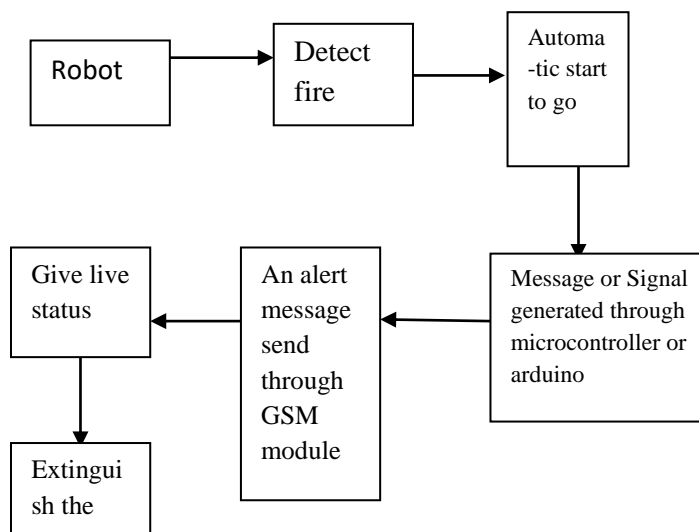 Robot
Detect
fire
Automa
-tic start
to go
Message or Signal
generated through
microcontroller or
arduino
An alert
message
send
through
GSM
module
Give live
status
Extingui
sh the